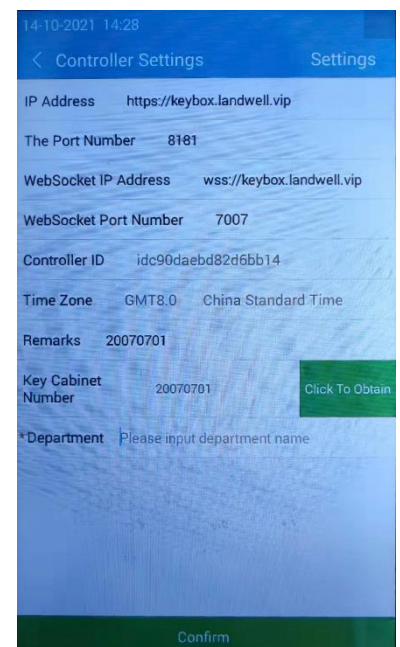 14-10-2021 14:28
< Controller Settings Settings
IP Address https://keybox.landwell.vip
The Port Number 8181
WebSocket IP Address wss://keybox.landwell.vip
WebSocket Port Number 7007
Controller ID idc90daebd82d6bb14
Time Zone GMT8.0 China Standard Time
Remarks 20070701
Key Cabinet
Number 20070701 Click To Obtain
*Department Please input department name
Confirm